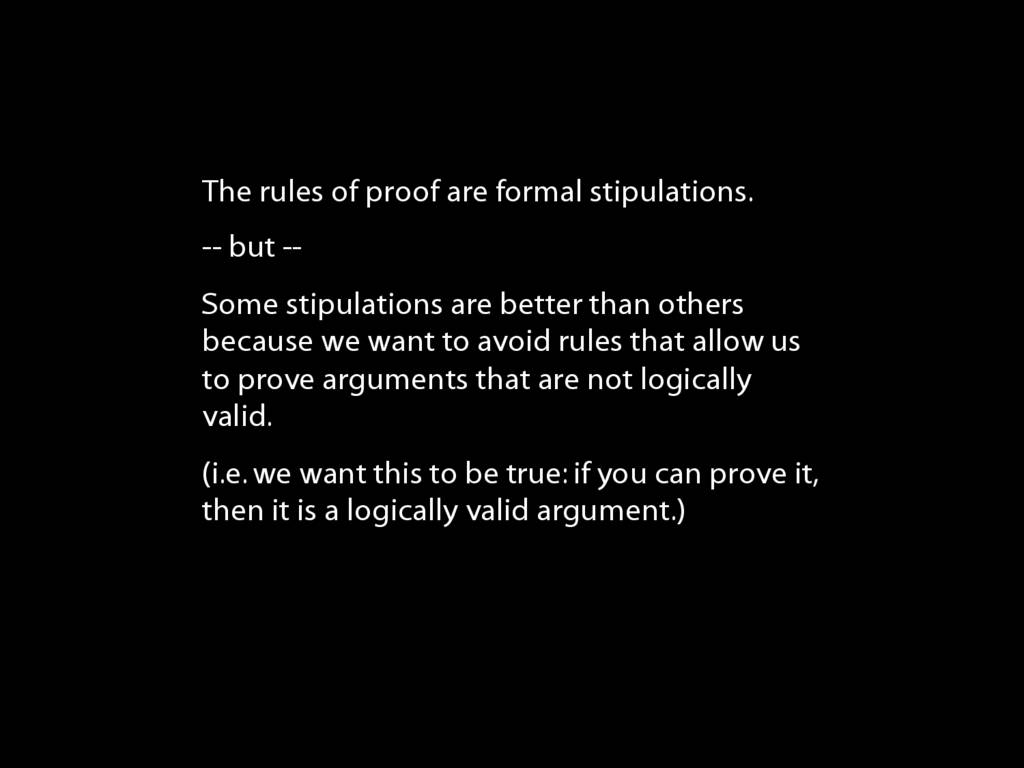 The rules of proof are formal stipulations.
-- but --
Some stipulations are better than others
because we want to avoid rules that allow us
to prove arguments that are not logically
valid.
(i.e. we want this to be true: if you can prove it,
then it is a logically valid argument.)